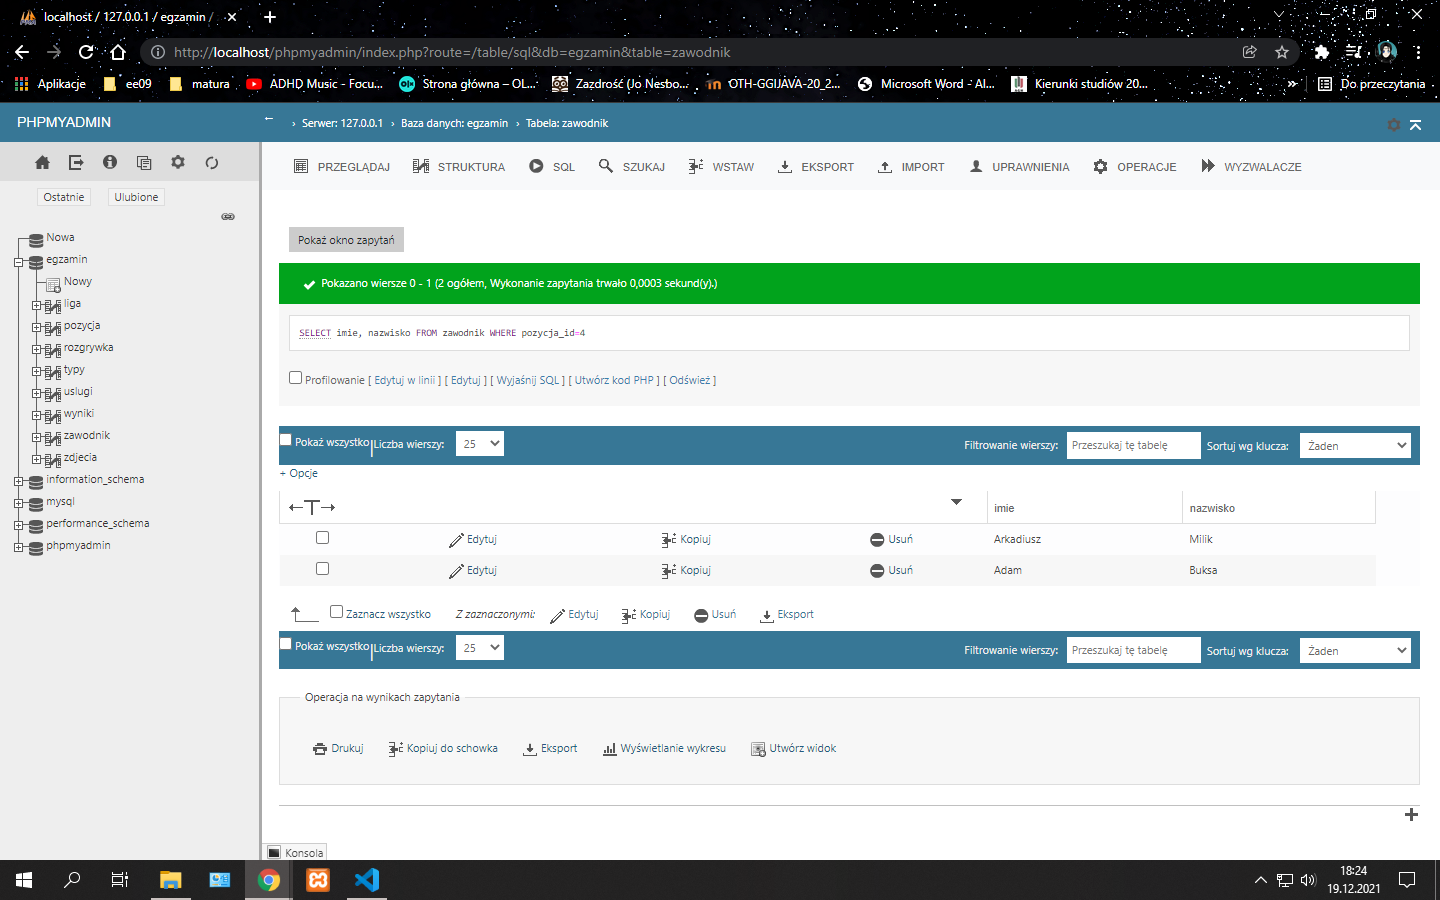 localhost / 127.0.0.1 / egzamin /
http://localhost/phpmyadmin/index.php?route=/table/sql&db=egzamin&table=zawodnik
Aplikacje ee09 matura ADHD Music - Focu... Strona główna – OL... Zazdrość (Jo Nesbo... OTH-GGIJAVA-20_2... Microsoft Word - Al... Kierunki studiów 20... » Do przeczytania
PHPMYADMIN
← › Serwer: 127.0.0.1 › Baza danych: egzamin › Tabela: zawodnik
PRZEGLĄDAJ STRUKTURA SQL SZUKAJ WSTAW EKSPORT IMPORT UPRAWNIENIA OPERACJE WYZWALACZE
Ostatnie Ulubione
Nowa
egzamin
Nowy
liga
pozycja
rozgrywka
typy
uslugi
wyniki
zawodnik
zdjecia
information_schema
mysql
performance_schema
phpmyadmin
Pokaż okno zapytań
Pokazano wiersze 0 - 1 (2 ogółem, Wykonanie zapytania trwało 0,0003 sekund(y).)
SELECT imie, nazwisko FROM zawodnik WHERE pozycja_id=4
Profilowanie [ Edytuj w linii ] [ Edytuj ] [ Wyjaśnij SQL ] [ Utwórz kod PHP ] [ Odśwież ]
Pokaż wszystko | Liczba wierszy: 25 Filtrowanie wierszy: Przeszukaj tę tabelę Sortuj wg klucza: Żaden
+ Opcje
←T→ imie nazwisko
Edytuj Kopiuj Usuń Arkadiusz Milik
Edytuj Kopiuj Usuń Adam Buksa
Zaznacz wszystko Z zaznaczonymi: Edytuj Kopiuj Usuń Eksport
Pokaż wszystko | Liczba wierszy: 25 Filtrowanie wierszy: Przeszukaj tę tabelę Sortuj wg klucza: Żaden
Operacja na wynikach zapytania
Drukuj Kopiuj do schowka Eksport Wyświetlanie wykresu Utwórz widok
Konsola
18:24
19.12.2021